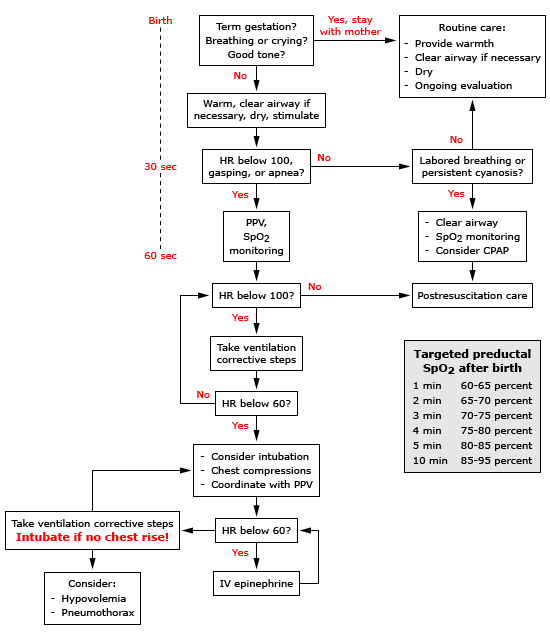 Birth
Term gestation?
Breathing or crying?
Good tone?
Yes, stay
with mother
Routine care:
- Provide warmth
- Clear airway if necessary
- Dry
- Ongoing evaluation
No
Warm, clear airway if
necessary, dry, stimulate
No
30 sec
HR below 100,
gasping, or apnea?
No
Labored breathing or
persistent cyanosis?
Yes
Yes
PPV,
SpO2
monitoring
- Clear airway
- SpO2 monitoring
- Consider CPAP
60 sec
HR below 100?
No
Postresuscitation care
Yes
Take ventilation
corrective steps
Targeted preductal
SpO2 after birth
1 min 60-65 percent
2 min 65-70 percent
3 min 70-75 percent
4 min 75-80 percent
5 min 80-85 percent
10 min 85-95 percent
No
HR below 60?
Yes
- Consider intubation
- Chest compressions
- Coordinate with PPV
Take ventilation corrective steps
Intubate if no chest rise!
HR below 60?
Yes
IV epinephrine
Consider:
- Hypovolemia
- Pneumothorax